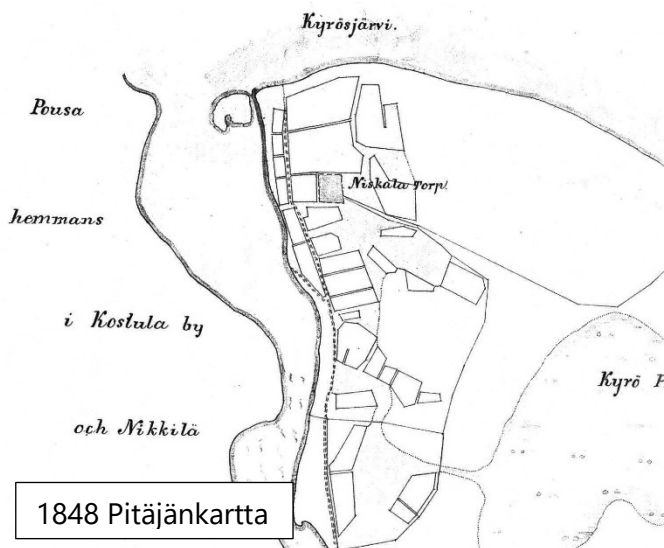 Kyrösjärvi.
Pousa
Niskala Torp.
hemmans
i Kostula by
Kyrö
och Nikkilä
1848 Pitäjänkartta